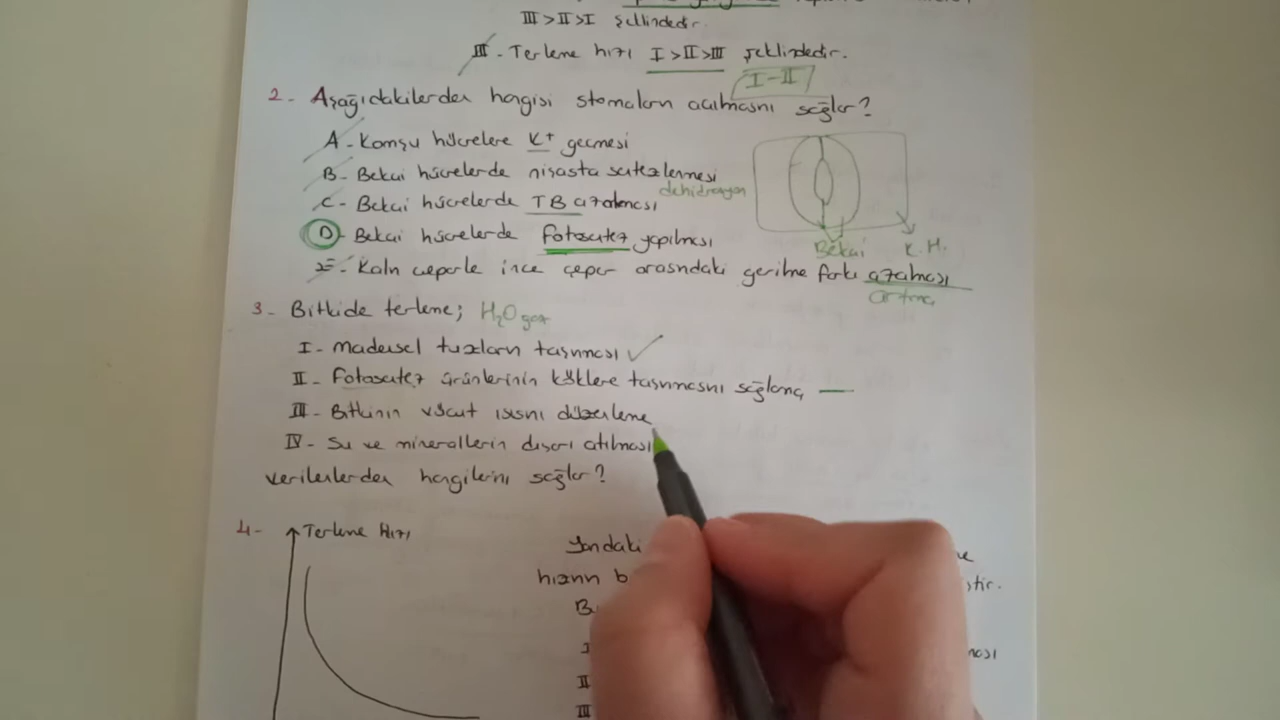 III > II > I şeklindedir.
III - Terleme hızı I > II > III şeklindedir.
I - II
2 - Aşağıdakilerden hangisi stomaların açılmasını sağlar?
A - Komşu hücrelere K+ geçmesi
B - Bekçi hücrelerde nişasta sentezlenmesi
dehidrasyon
C - Bekçi hücrelerde TB azalması
D - Bekçi hücrelerde fotosentez yapılması
Bekçi K.H.
E - Kalın çeperle ince çeper arasındaki gerilme farkı azalması
artma
3 - Bitkide terleme; H₂O gaz
I - Madensel tuzların taşınması ✓
II - Fotosentez ürünlerinin köklere taşınmasını sağlama —
III - Bitkinin vücut ısısını düzenleme
IV - Su ve minerallerin dışarı atılması
verilenlerden hangilerini sağlar?
4 - Terleme Hızı
Yandaki
hızının b
I
II
III